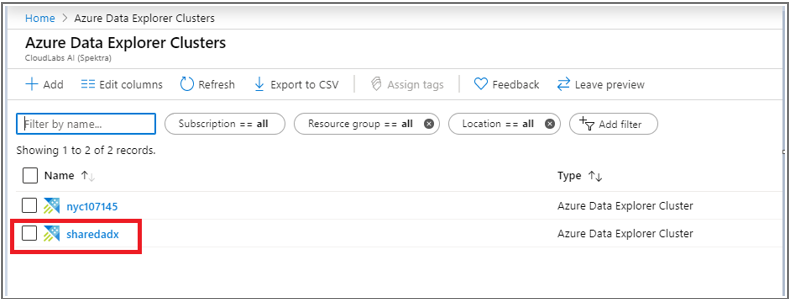 Home > Azure Data Explorer Clusters
Azure Data Explorer Clusters
CloudLabs AI (Spektra)
Add Edit columns Refresh Export to CSV Assign tags Feedback Leave preview
Filter by name... Subscription == all Resource group == all Location == all Add filter
Showing 1 to 2 of 2 records.
Name ↑↓ Type ↑↓
nyc107145 Azure Data Explorer Cluster
sharedadx Azure Data Explorer Cluster